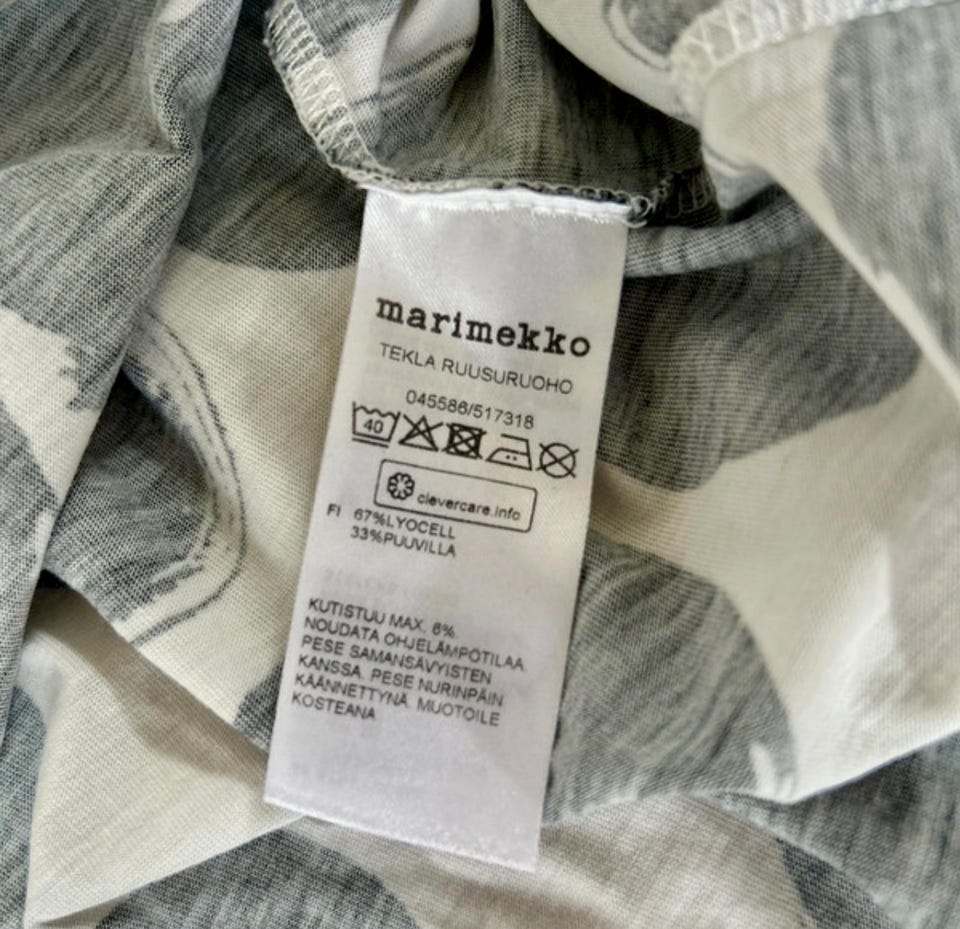 marimekko
TEKLA RUUSURUOHO
045586/517318
40
clevercare.info
FI 67%LYOCELL
33%PUUVILLA
KUTISTUU MAX. 6%.
NOUDATA OHJELÄMPÖTILAA.
PESE SAMANSÄVYISTEN
KANSSA. PESE NURINPÄIN
KÄÄNNETTYNÄ. MUOTOILE
KOSTEANA